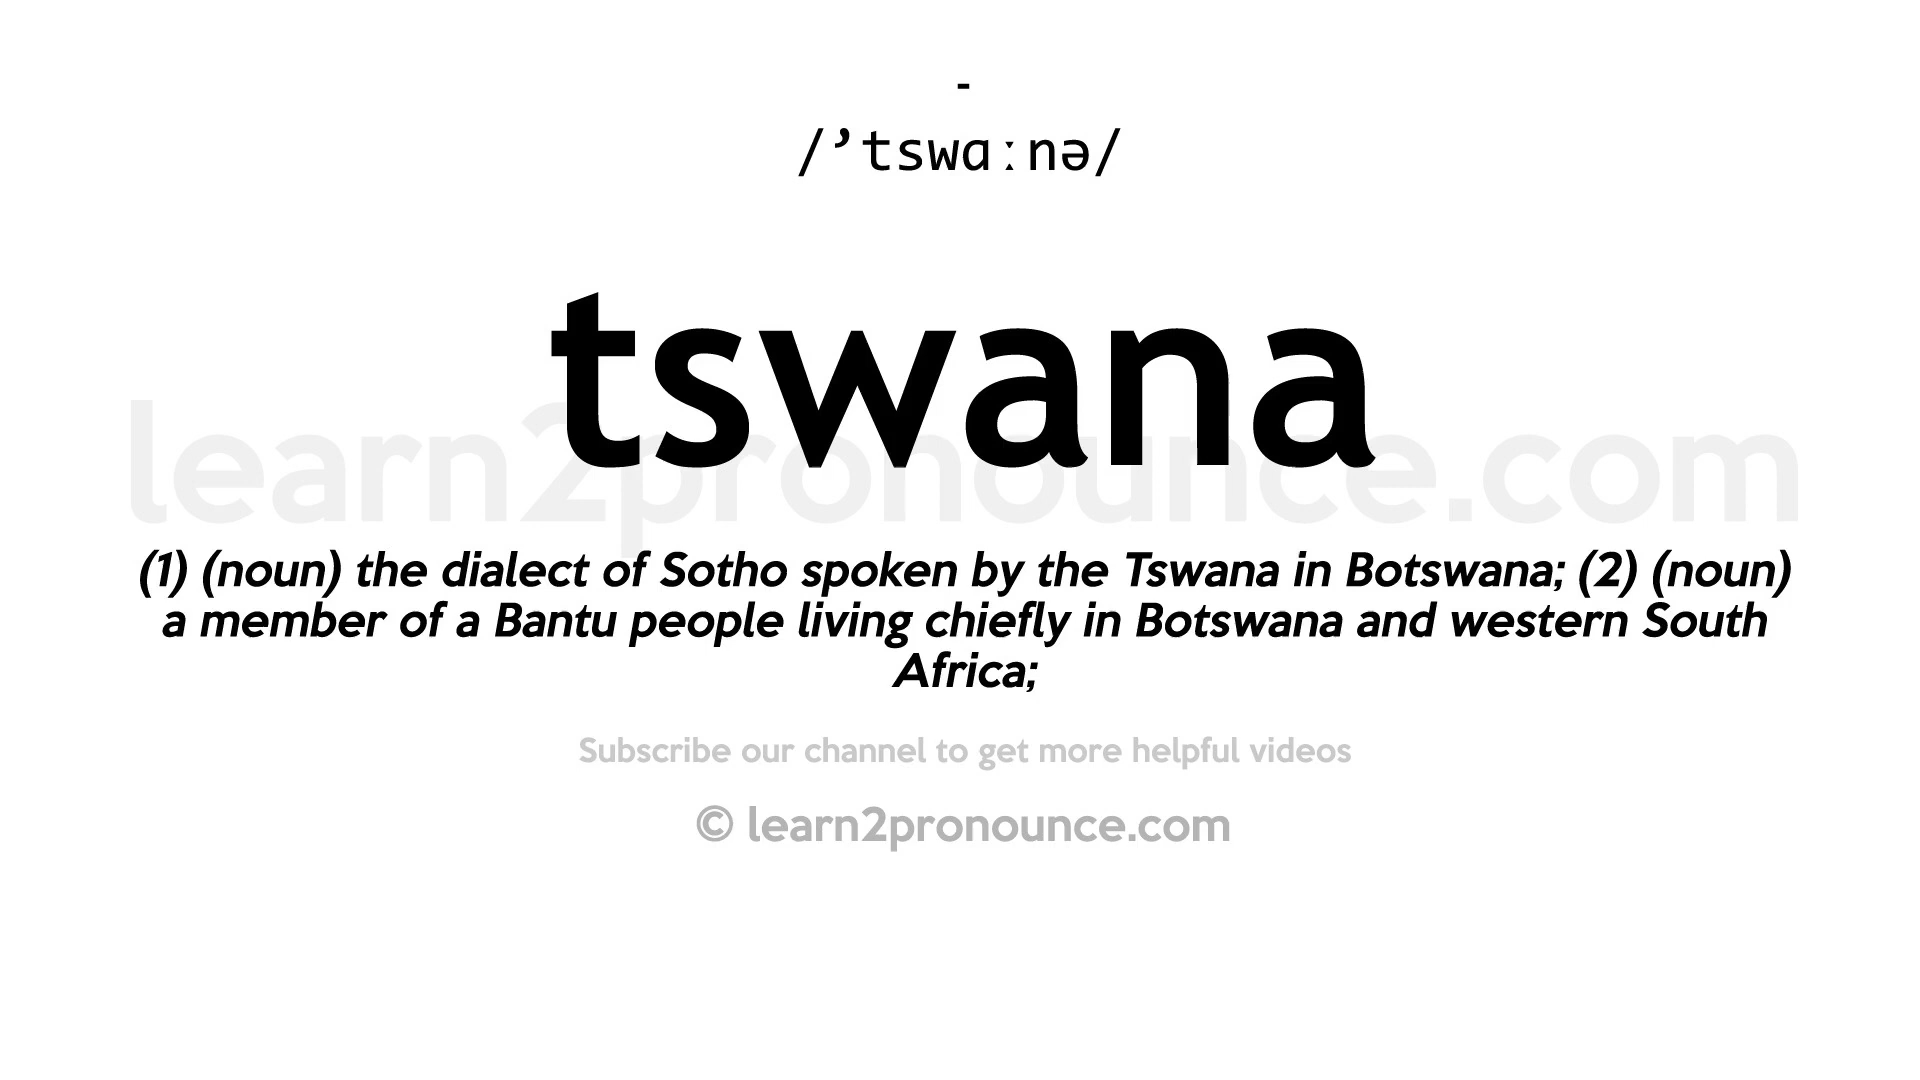 -
/’tswɑːnə/
tswana
learn2pronounce.com
(1) (noun) the dialect of Sotho spoken by the Tswana in Botswana; (2) (noun)
a member of a Bantu people living chiefly in Botswana and western South
Africa;
Subscribe our channel to get more helpful videos
© learn2pronounce.com